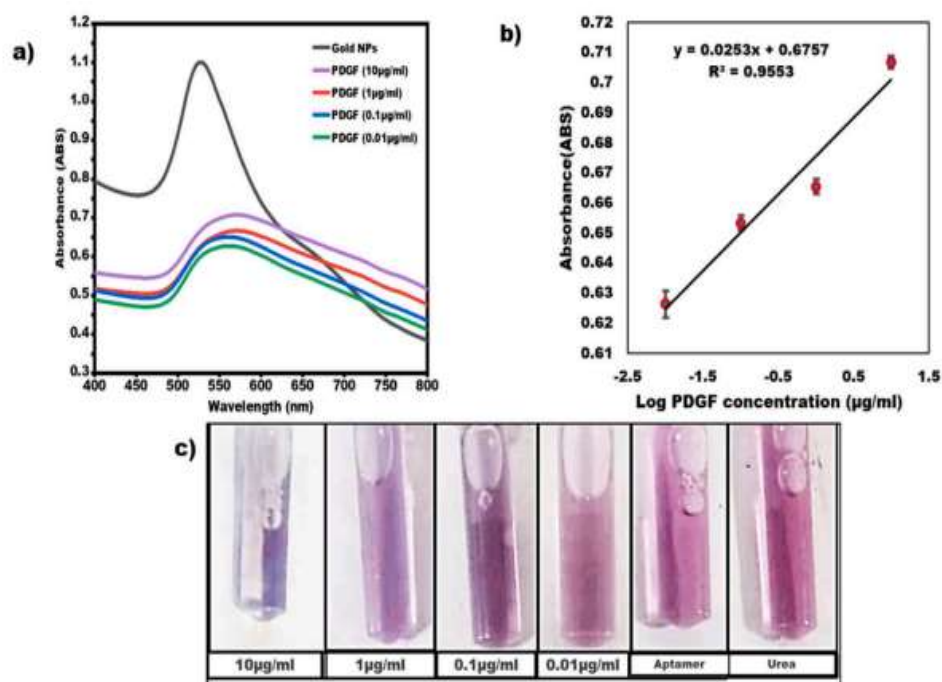 a)
1.2
1.1
1.0
0.9
0.8
0.7
0.6
0.5
0.4
0.3
Absorbance (ABS)
400 450 500 550 600 650 700 750 800
Wavelength (nm)
Gold NPs
PDGF (10µg/ml)
PDGF (1µg/ml)
PDGF (0.1µg/ml)
PDGF (0.01µg/ml)
b)
0.72
0.71
0.7
0.69
0.68
0.67
0.66
0.65
0.64
0.63
0.62
0.61
Absorbance(ABS)
y = 0.0253x + 0.6757
R² = 0.9553
-2.5 -1.5 -0.5 0.5 1.5
Log PDGF concentration (µg/ml)
c)
10µg/ml 1µg/ml 0.1µg/ml 0.01µg/ml Aptamer Urea